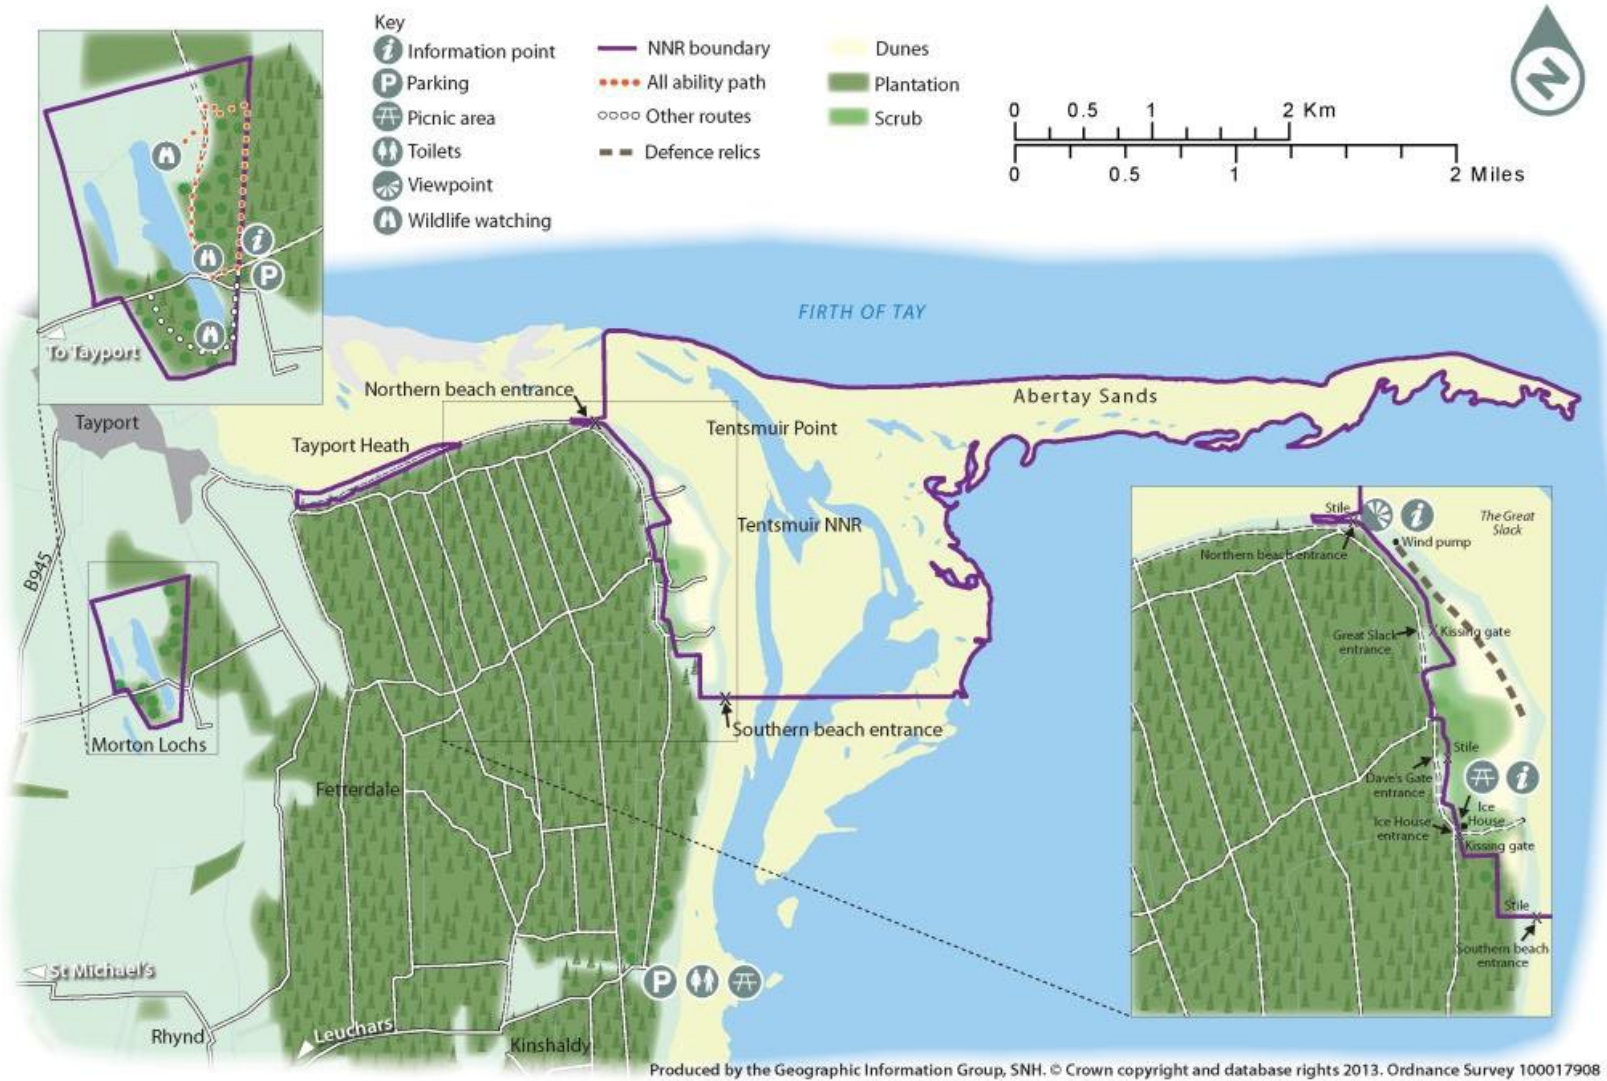 Key
Information point
Parking
Picnic area
Toilets
Viewpoint
Wildlife watching
NNR boundary
All ability path
Other routes
Defence relics
Dunes
Plantation
Scrub
0 0.5 1 2 Km
0 0.5 1 2 Miles
N
i
P
To Tayport
FIRTH OF TAY
Northern beach entrance
Abertay Sands
Tayport
Tentsmuir Point
Tayport Heath
Tentsmuir NNR
B945
Southern beach entrance
Morton Lochs
Fetterdale
St Michael's
P
Rhynd
Leuchars
Kinshaldy
Stile
i
The Great
Slack
Wind pump
Northern beach entrance
Great Slack
entrance
Kissing gate
Stile
Dave's Gate
entrance
i
Ice
House
Ice House
entrance
Kissing gate
Stile
Southern beach
entrance
Produced by the Geographic Information Group, SNH. © Crown copyright and database rights 2013. Ordnance Survey 100017908